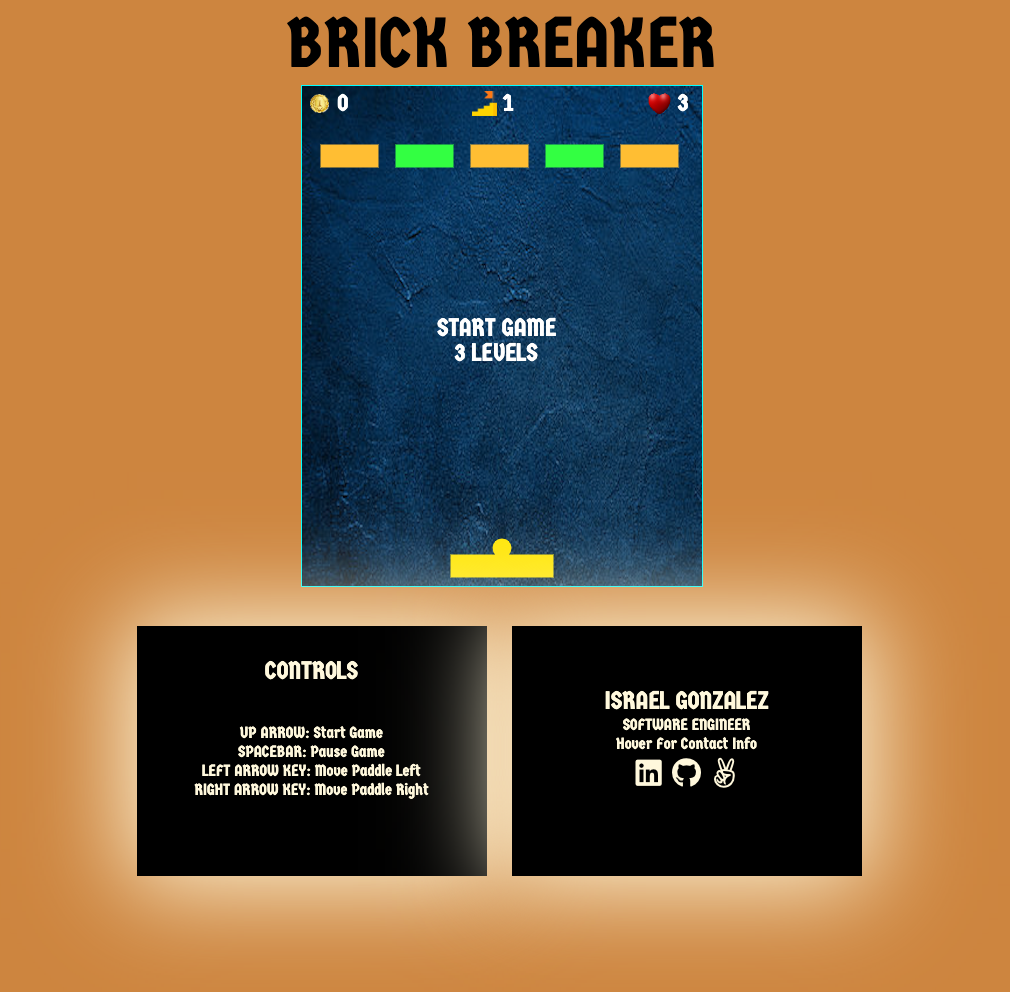 BRICK BREAKER
0 1 3
START GAME
3 LEVELS
CONTROLS
UP ARROW: Start Game
SPACEBAR: Pause Game
LEFT ARROW KEY: Move Paddle Left
RIGHT ARROW KEY: Move Paddle Right
ISRAEL GONZALEZ
SOFTWARE ENGINEER
Hover For Contact Info
in